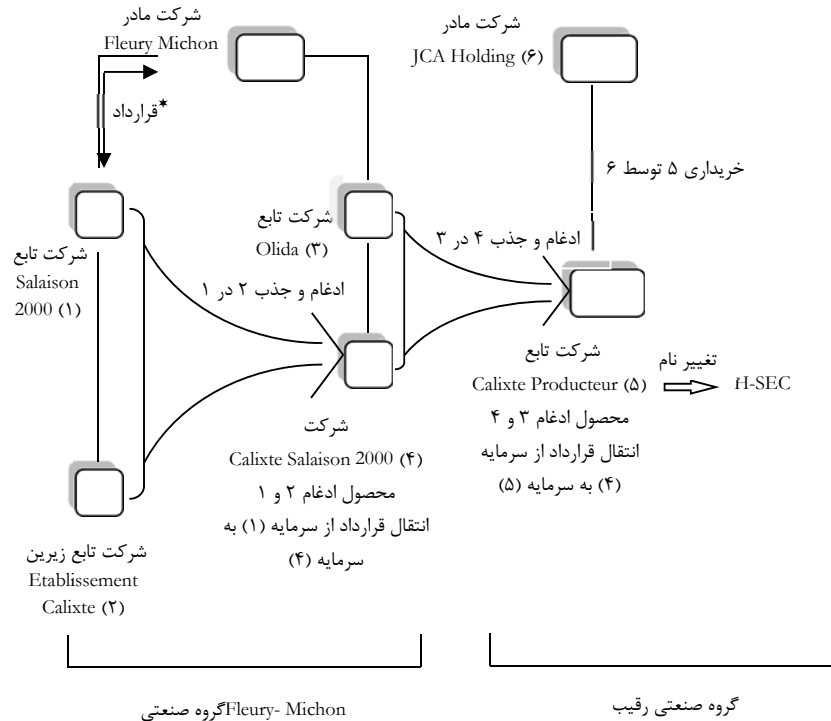 شرکت مادر
Fleury Michon
شرکت مادر
JCA Holding (۶)
*قرارداد
خریداری ۵ توسط ۶
شرکت تابع
Salaison
2000 (۱)
شرکت تابع
Olida (۳)
ادغام و جذب ۴ در ۳
ادغام و جذب ۲ در ۱
شرکت تابع
Calixte Producteur (۵)
محصول ادغام ۳ و ۴
انتقال قرارداد از سرمایه
(۴) به سرمایه (۵)
تغییر نام
H-SEC
شرکت
Calixte Salaison 2000 (۴)
محصول ادغام ۲ و ۱
انتقال قرارداد از سرمایه (۱) به
سرمایه (۴)
شرکت تابع زیرین
Etablissement
Calixte (۲)
گروه صنعتی Fleury- Michon
گروه صنعتی رقیب